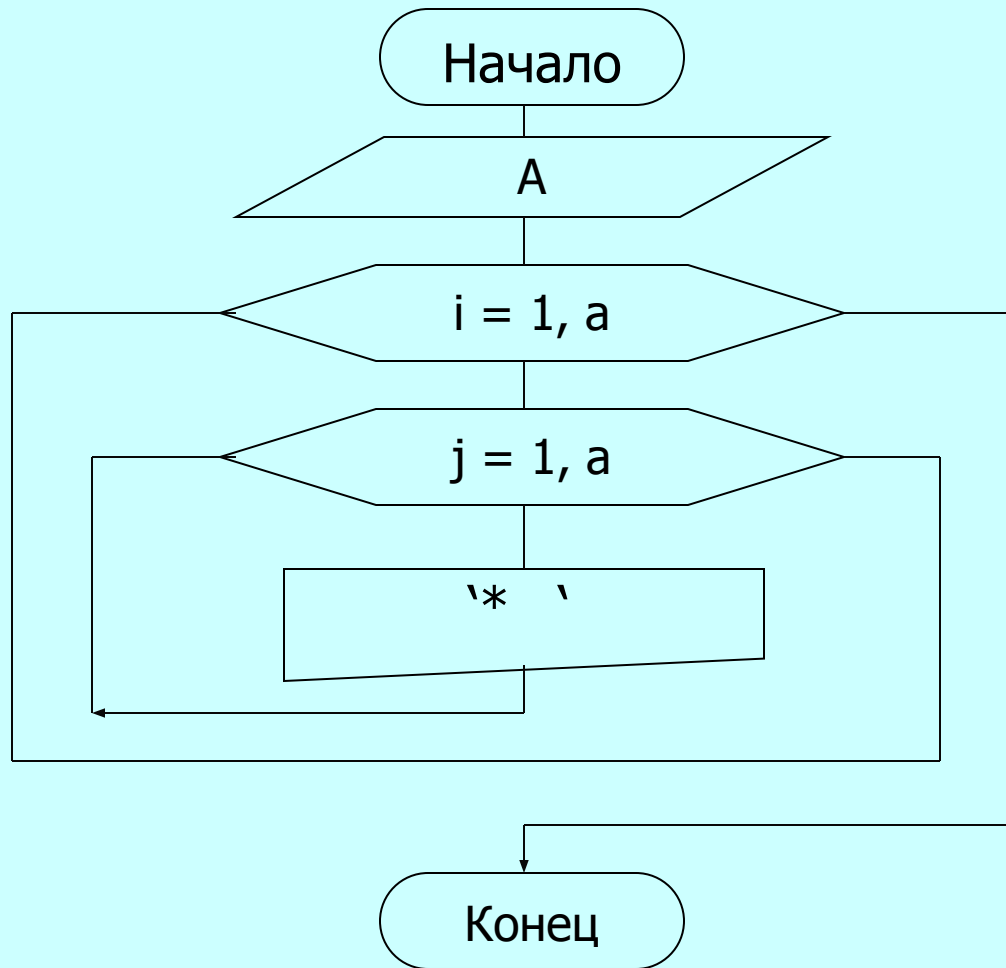 Начало
А
i = 1, a
j = 1, a
‘* ‘
Конец